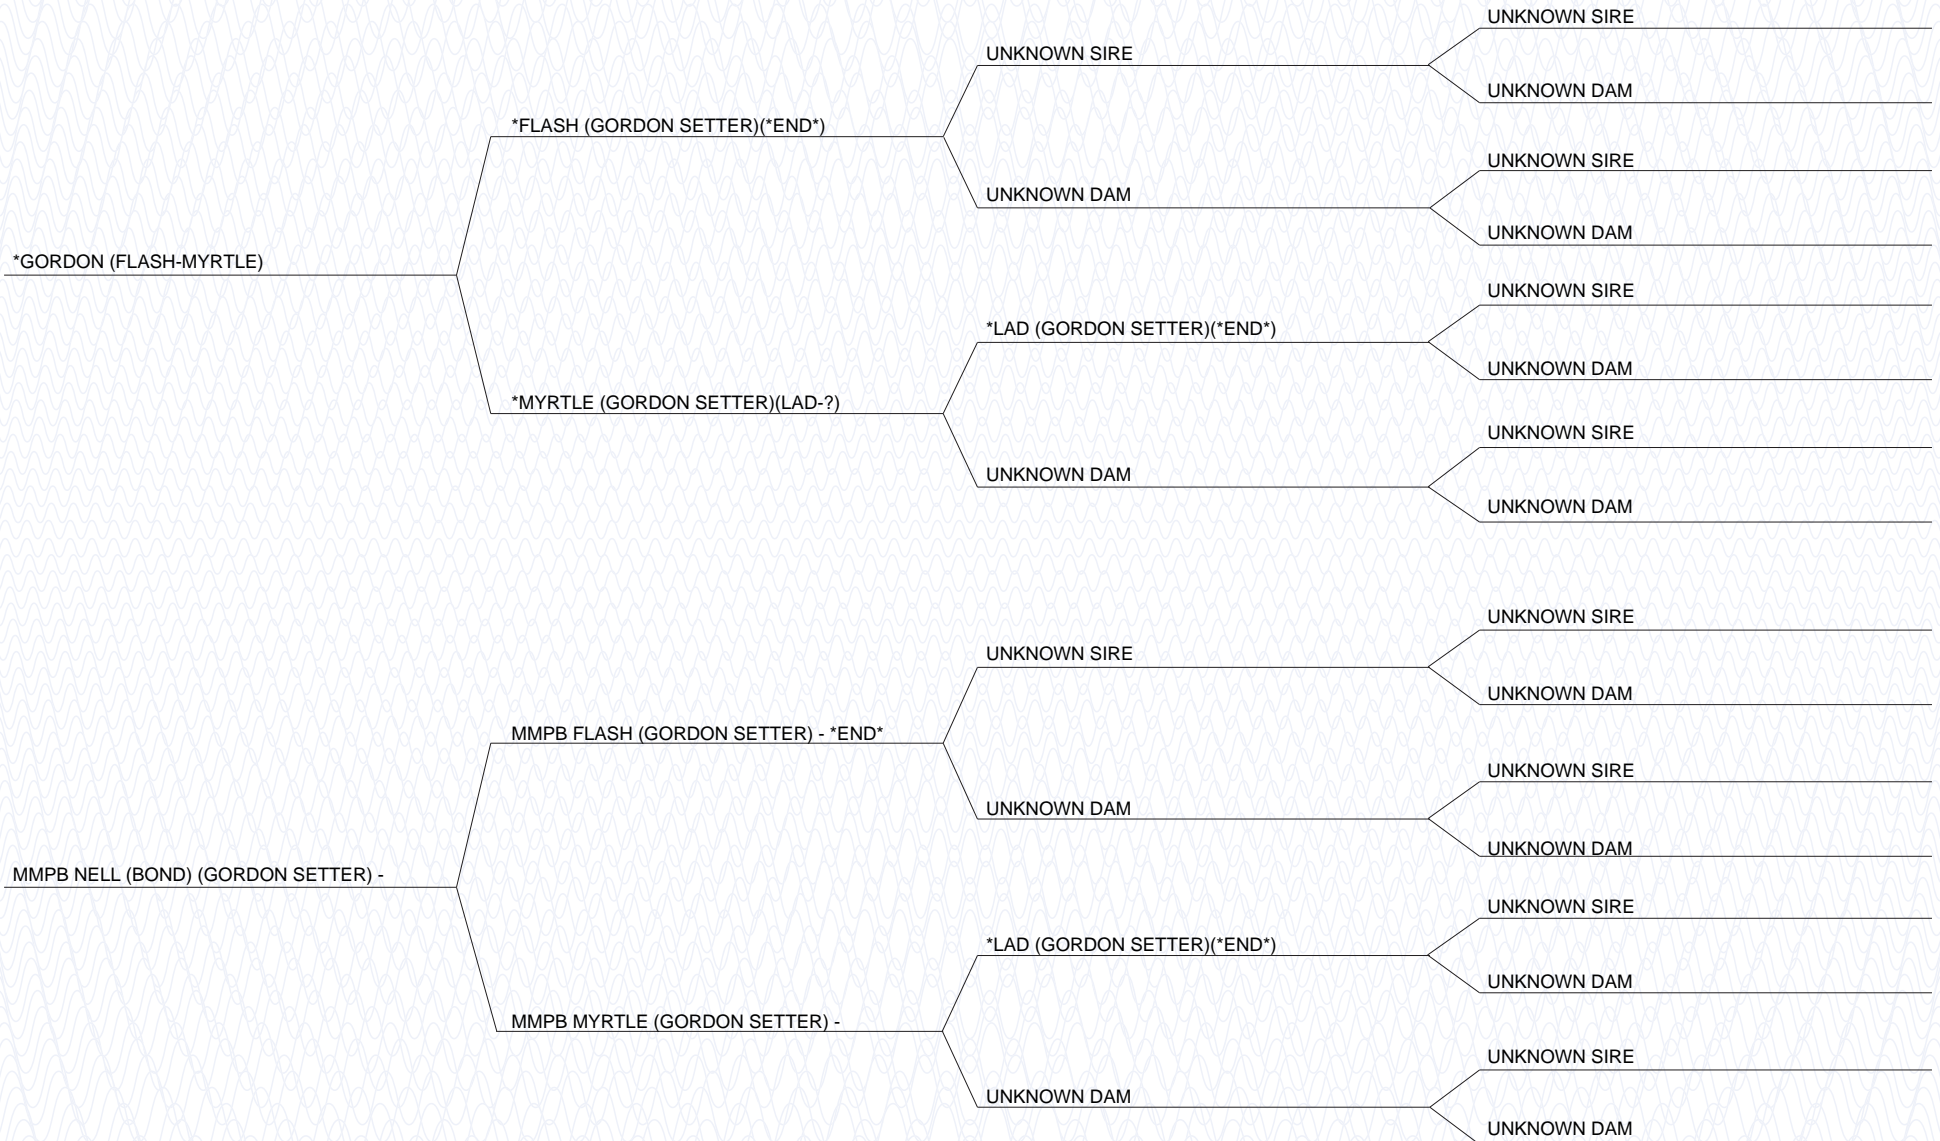 UNKNOWN SIRE
UNKNOWN SIRE
UNKNOWN DAM
*FLASH (GORDON SETTER)(*END*)
UNKNOWN SIRE
UNKNOWN DAM
UNKNOWN DAM
*GORDON (FLASH-MYRTLE)
UNKNOWN SIRE
*LAD (GORDON SETTER)(*END*)
UNKNOWN DAM
*MYRTLE (GORDON SETTER)(LAD-?)
UNKNOWN SIRE
UNKNOWN DAM
UNKNOWN DAM
UNKNOWN SIRE
UNKNOWN SIRE
UNKNOWN DAM
MMPB FLASH (GORDON SETTER) - *END*
UNKNOWN SIRE
UNKNOWN DAM
UNKNOWN DAM
MMPB NELL (BOND) (GORDON SETTER) -
UNKNOWN SIRE
*LAD (GORDON SETTER)(*END*)
UNKNOWN DAM
MMPB MYRTLE (GORDON SETTER) -
UNKNOWN SIRE
UNKNOWN DAM
UNKNOWN DAM